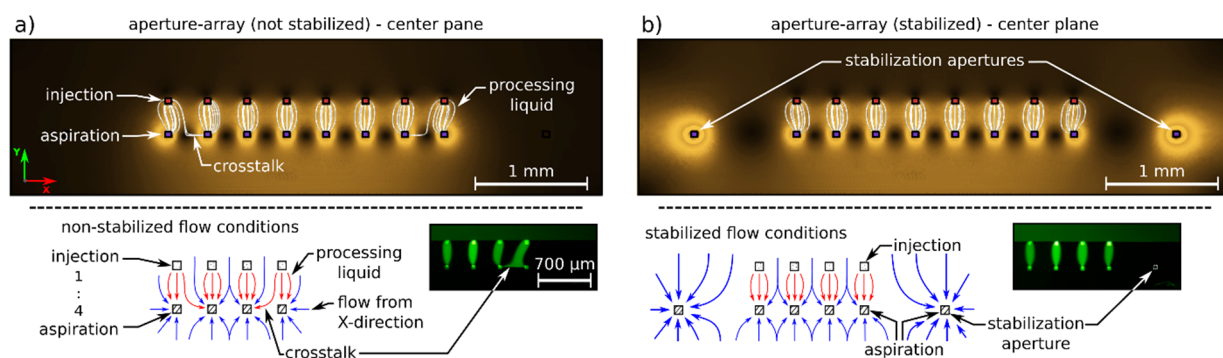 a)
aperture-array (not stabilized) - center pane
injection
aspiration
processing
liquid
crosstalk
Y
X
1 mm
non-stabilized flow conditions
injection
1
:
4
aspiration
processing
liquid
flow from
X-direction
crosstalk
700 μm
b)
aperture-array (stabilized) - center plane
stabilization apertures
1 mm
stabilized flow conditions
injection
aspiration
stabilization
aperture